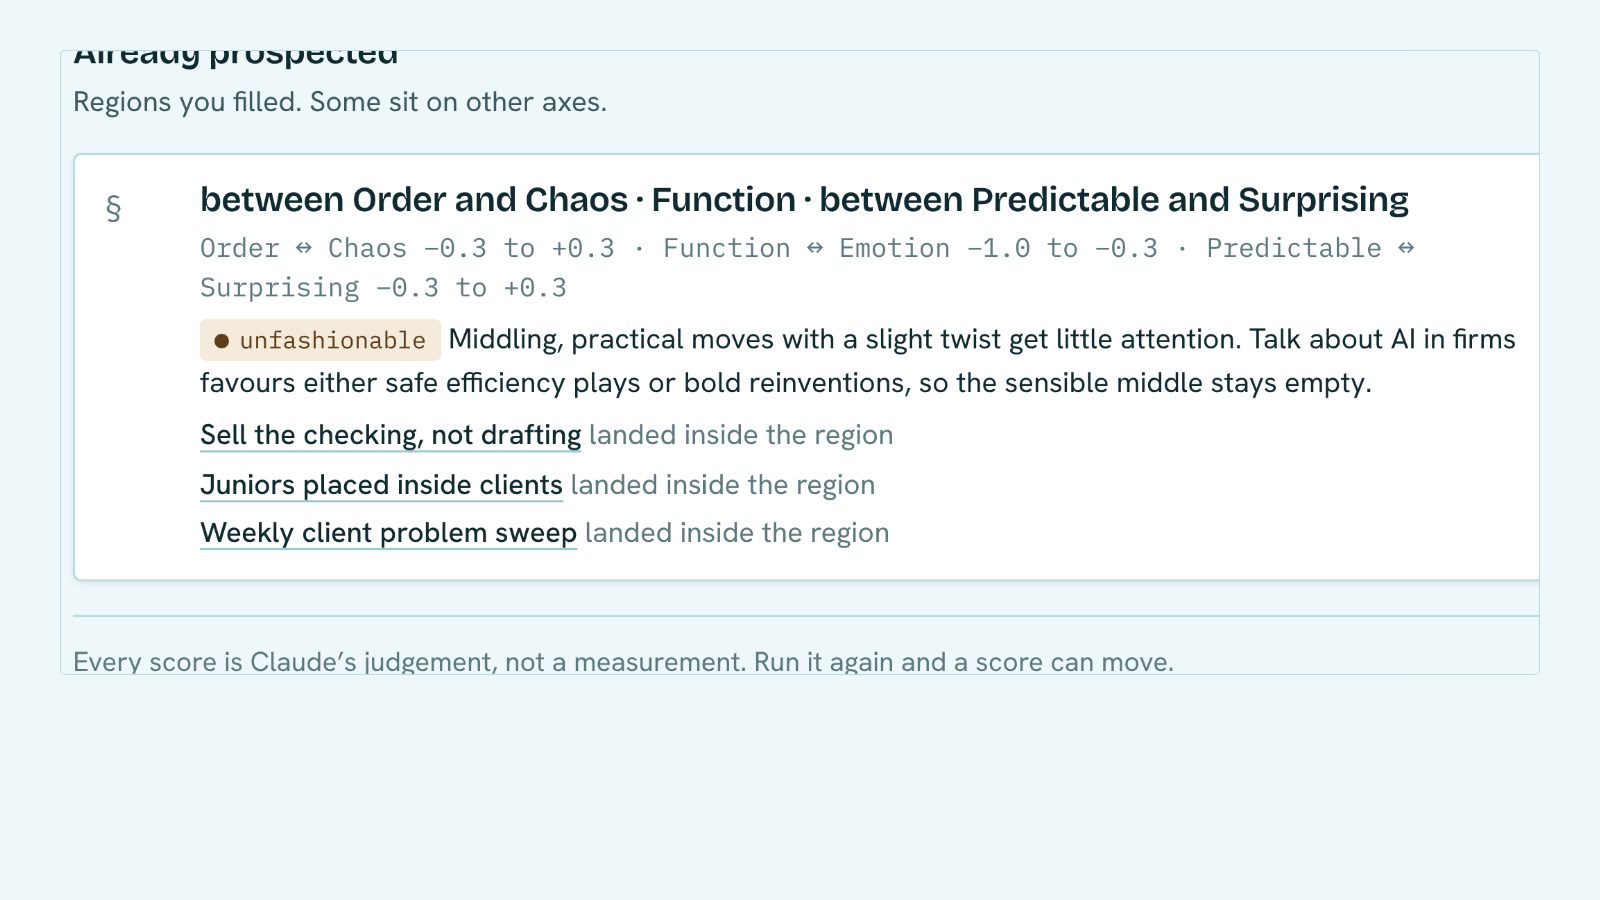 Already prospected
Regions you filled. Some sit on other axes.
§
between Order and Chaos · Function · between Predictable and Surprising
Order ↔ Chaos −0.3 to +0.3 · Function ↔ Emotion −1.0 to −0.3 · Predictable ↔
Surprising −0.3 to +0.3
● unfashionable Middling, practical moves with a slight twist get little attention. Talk about AI in firms
favours either safe efficiency plays or bold reinventions, so the sensible middle stays empty.
Sell the checking, not drafting landed inside the region
Juniors placed inside clients landed inside the region
Weekly client problem sweep landed inside the region
Every score is Claude’s judgement, not a measurement. Run it again and a score can move.